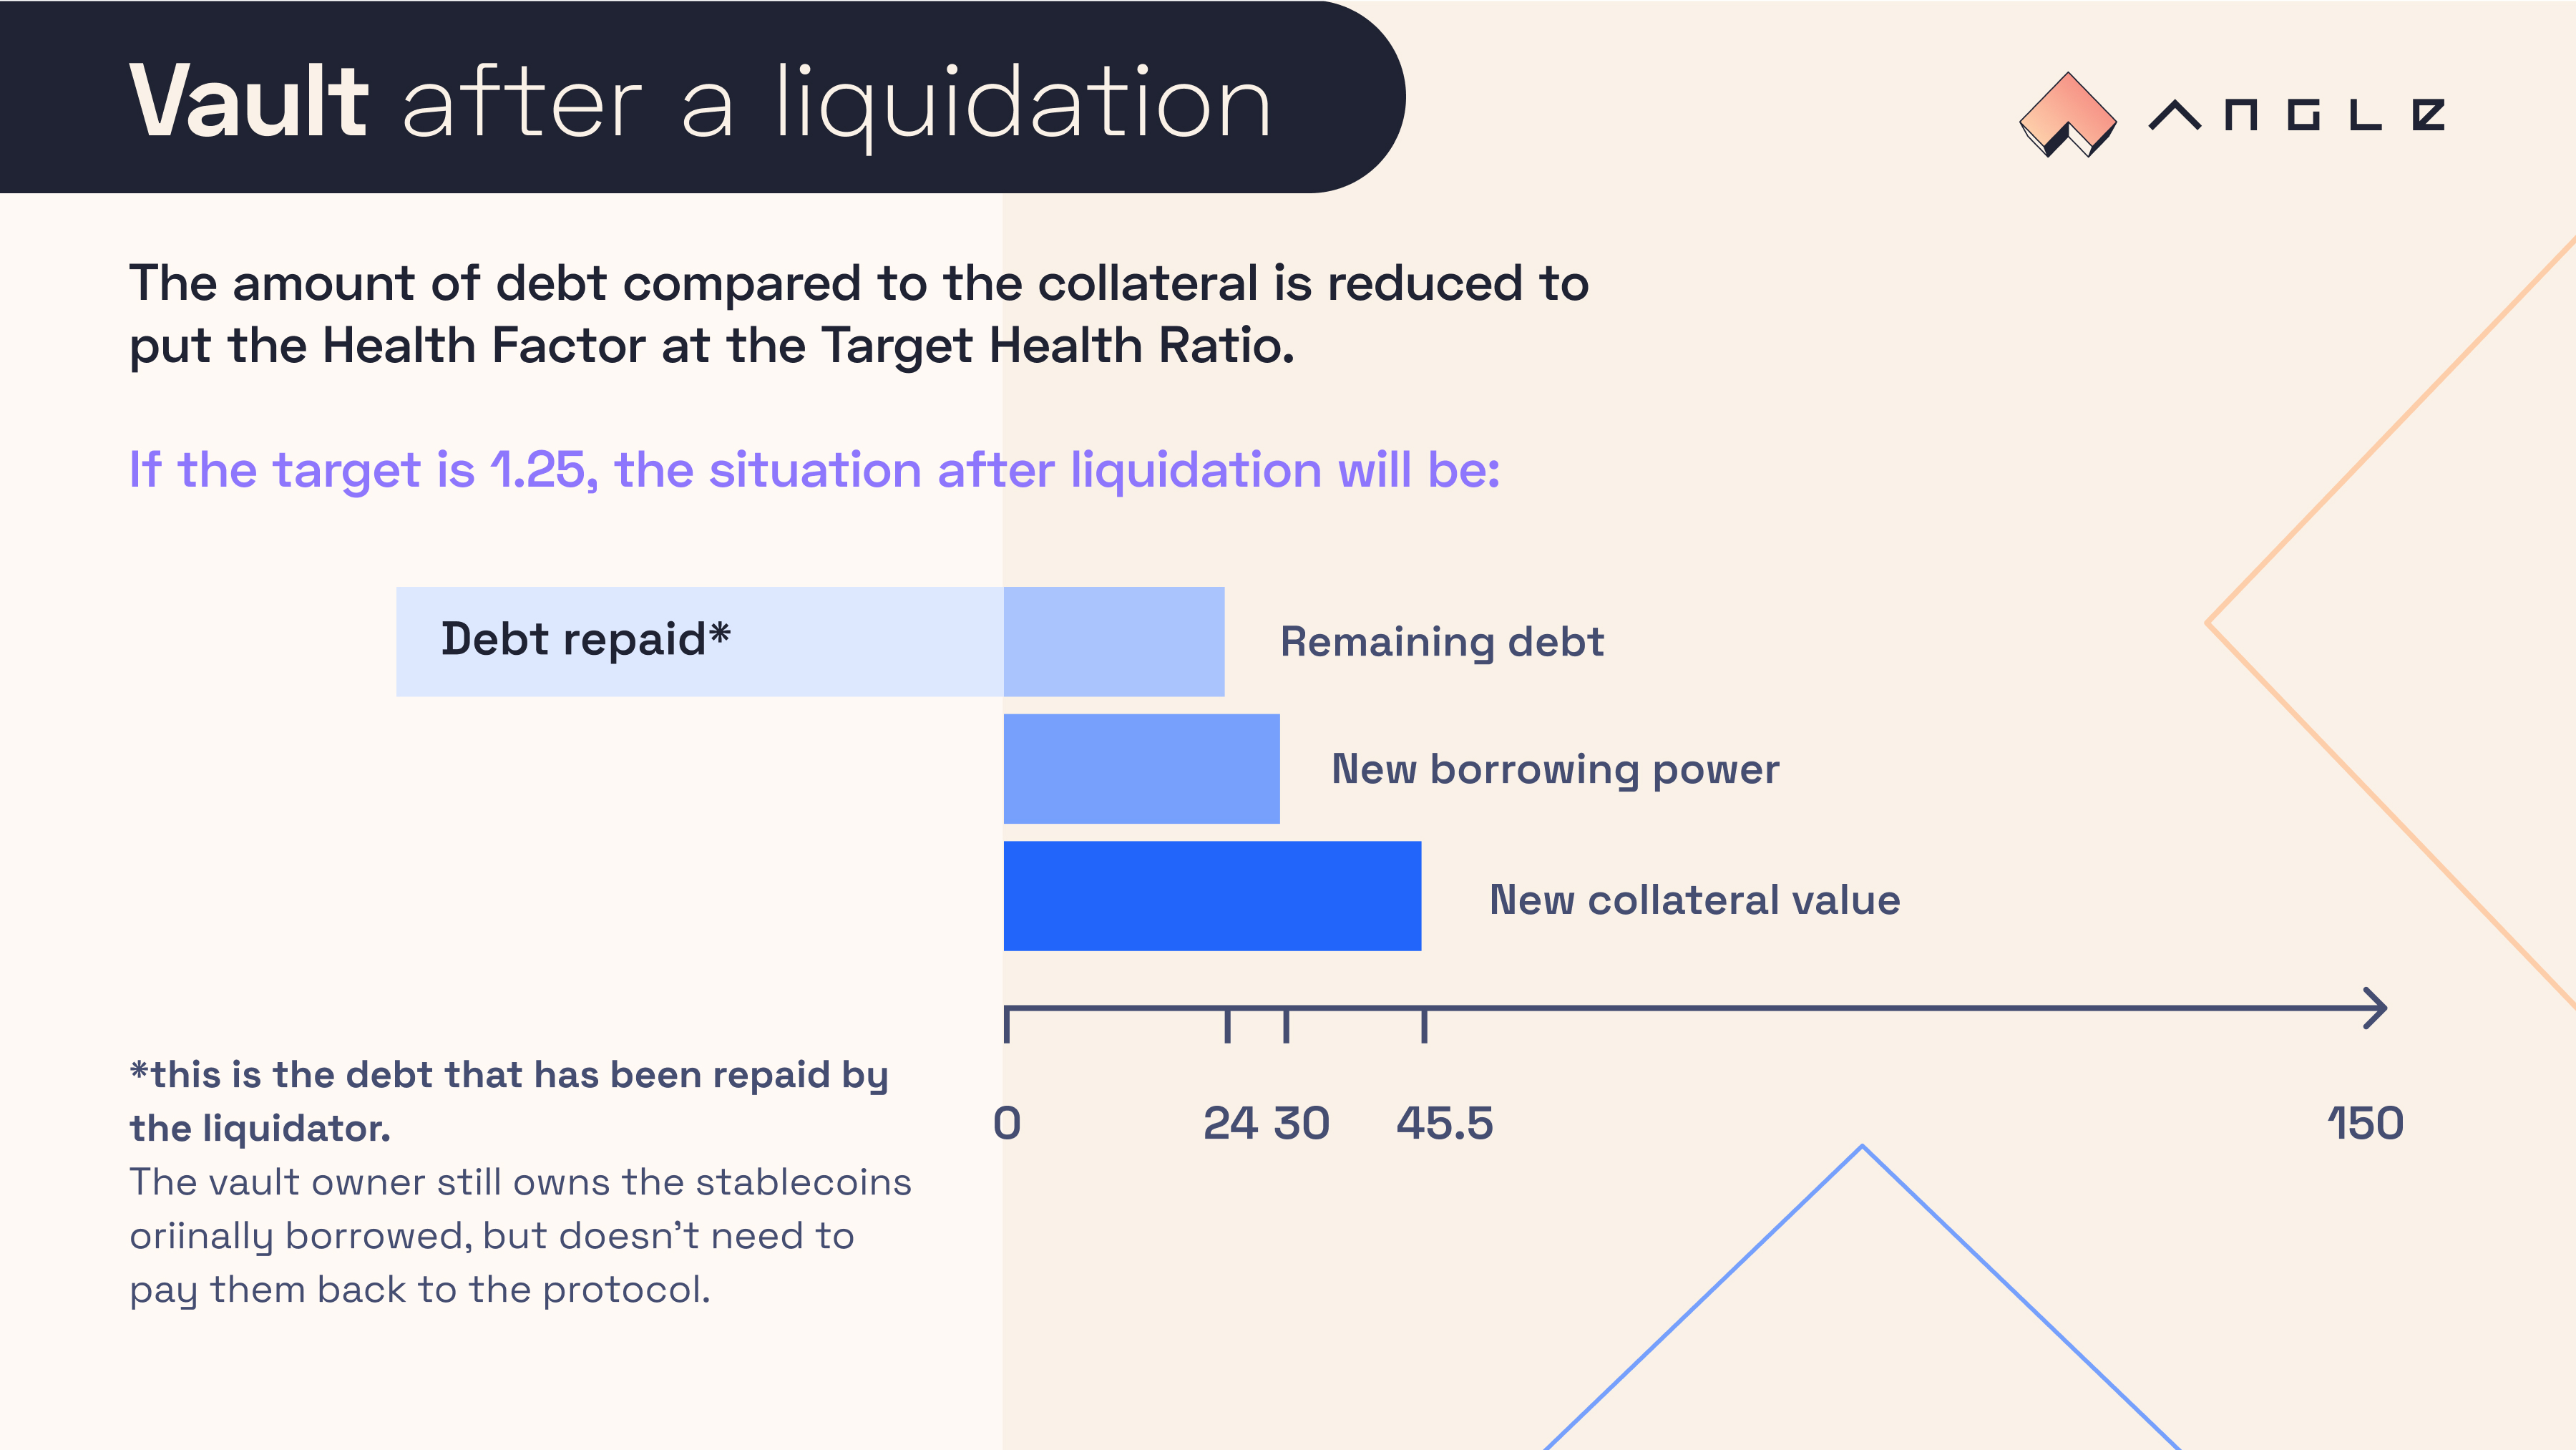 Vault after a liquidation
ANGLE
The amount of debt compared to the collateral is reduced to
put the Health Factor at the Target Health Ratio.
If the target is 1.25, the situation after liquidation will be:
Debt repaid*
Remaining debt
New borrowing power
New collateral value
0 24 30 45.5 150
*this is the debt that has been repaid by
the liquidator.
The vault owner still owns the stablecoins
oriinally borrowed, but doesn’t need to
pay them back to the protocol.